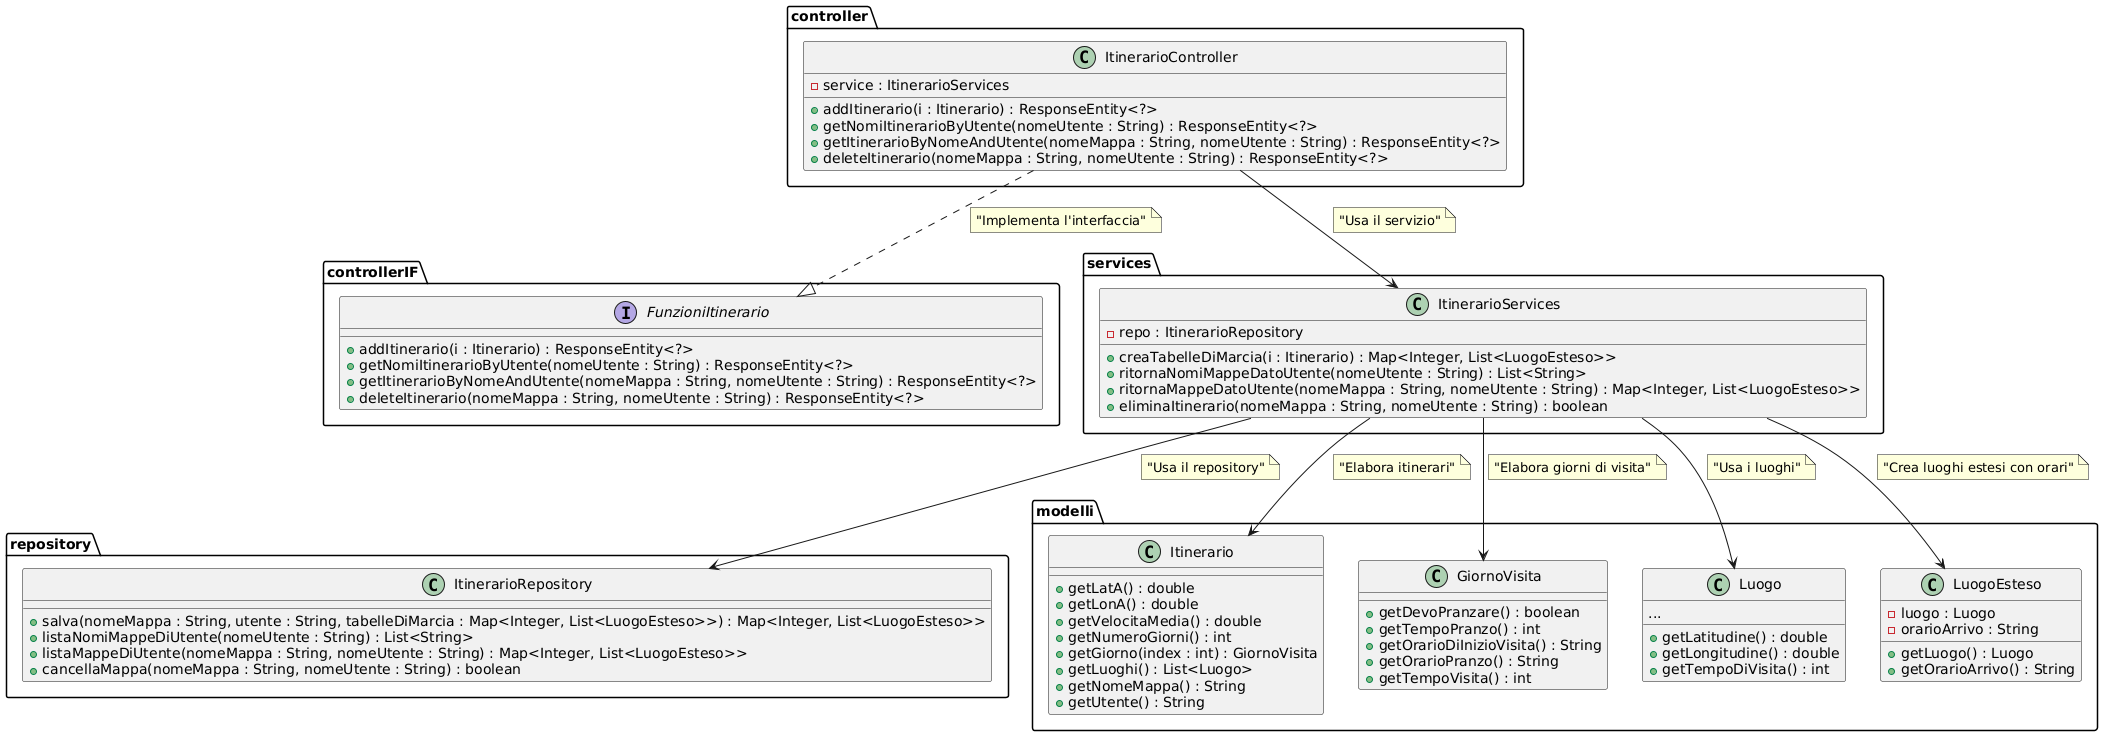 controller
C ItinerarioController
service : ItinerarioServices
addItinerario(i : Itinerario) : ResponseEntity<?>
getNomiItinerarioByUtente(nomeUtente : String) : ResponseEntity<?>
getItinerarioByNomeAndUtente(nomeMappa : String, nomeUtente : String) : ResponseEntity<?>
deleteItinerario(nomeMappa : String, nomeUtente : String) : ResponseEntity<?>
"Implementa l'interfaccia"
"Usa il servizio"
controllerIF
I FunzioniItinerario
addItinerario(i : Itinerario) : ResponseEntity<?>
getNomiItinerarioByUtente(nomeUtente : String) : ResponseEntity<?>
getItinerarioByNomeAndUtente(nomeMappa : String, nomeUtente : String) : ResponseEntity<?>
deleteItinerario(nomeMappa : String, nomeUtente : String) : ResponseEntity<?>
services
C ItinerarioServices
repo : ItinerarioRepository
creaTabelleDiMarcia(i : Itinerario) : Map<Integer, List<LuogoEsteso>>
ritornaNomiMappeDatoUtente(nomeUtente : String) : List<String>
ritornaMappeDatoUtente(nomeMappa : String, nomeUtente : String) : Map<Integer, List<LuogoEsteso>>
eliminaItinerario(nomeMappa : String, nomeUtente : String) : boolean
"Usa il repository"
"Elabora itinerari"
"Elabora giorni di visita"
"Usa i luoghi"
"Crea luoghi estesi con orari"
repository
C ItinerarioRepository
salva(nomeMappa : String, utente : String, tabelleDiMarcia : Map<Integer, List<LuogoEsteso>>) : Map<Integer, List<LuogoEsteso>>
listaNomiMappeDiUtente(nomeUtente : String) : List<String>
listaMappeDiUtente(nomeMappa : String, nomeUtente : String) : Map<Integer, List<LuogoEsteso>>
cancellaMappa(nomeMappa : String, nomeUtente : String) : boolean
modelli
C Itinerario
getLatA() : double
getLonA() : double
getVelocitaMedia() : double
getNumeroGiorni() : int
getGiorno(index : int) : GiornoVisita
getLuoghi() : List<Luogo>
getNomeMappa() : String
getUtente() : String
C GiornoVisita
getDevoPranzare() : boolean
getTempoPranzo() : int
getOrarioDiInizioVisita() : String
getOrarioPranzo() : String
getTempoVisita() : int
C Luogo
...
getLatitudine() : double
getLongitudine() : double
getTempoDiVisita() : int
C LuogoEsteso
luogo : Luogo
orarioArrivo : String
getLuogo() : Luogo
getOrarioArrivo() : String